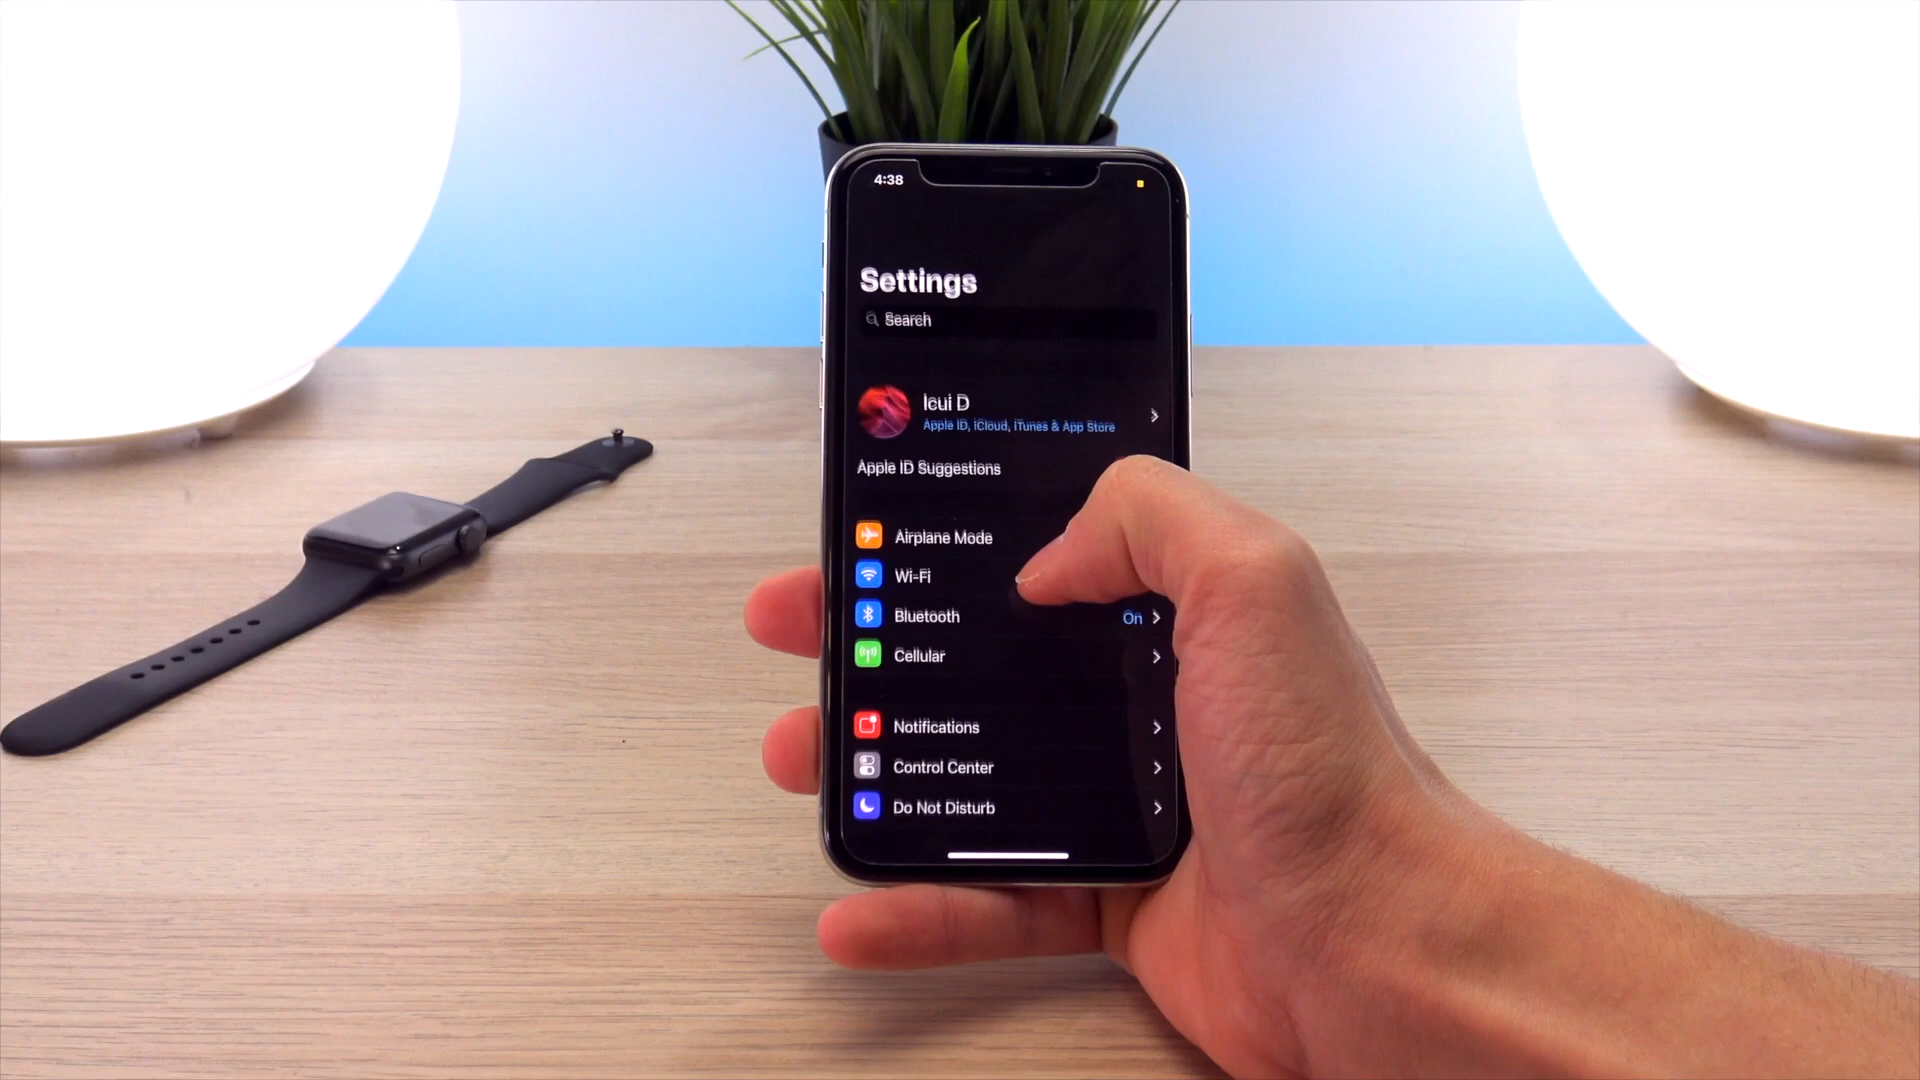 4:38
Settings
Search
Icui D
Apple ID, iCloud, iTunes & App Store
Apple ID Suggestions
Airplane Mode
Wi-Fi
Bluetooth On
Cellular
Notifications
Control Center
Do Not Disturb